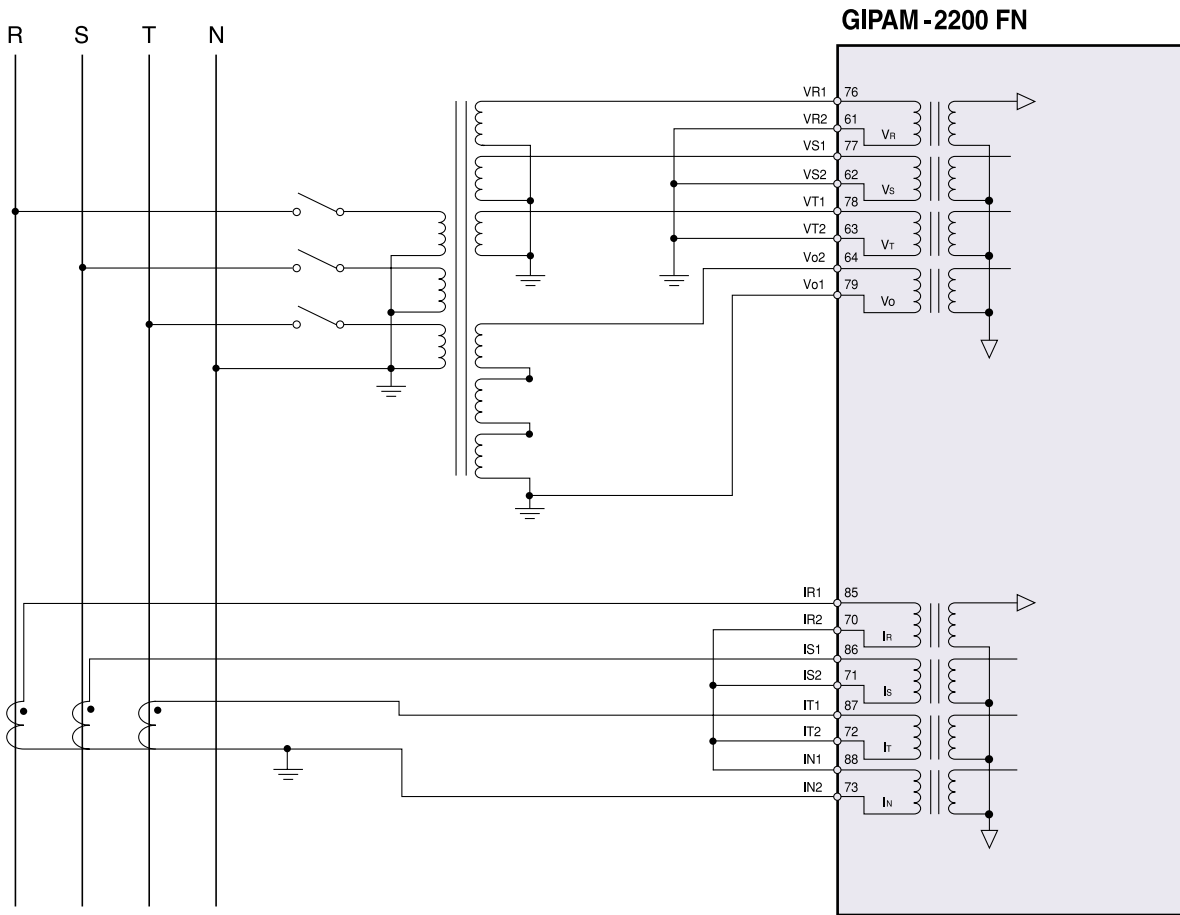 GIPAM - 2200 FN
R S T N
VR1 76
VR2 61
VR
VS1 77
VS2 62
VS
VT1 78
VT2 63
VT
Vo2 64
Vo1 79
Vo
IR1 85
IR2 70
IR
IS1 86
IS2 71
IS
IT1 87
IT2 72
IT
IN1 88
IN2 73
IN